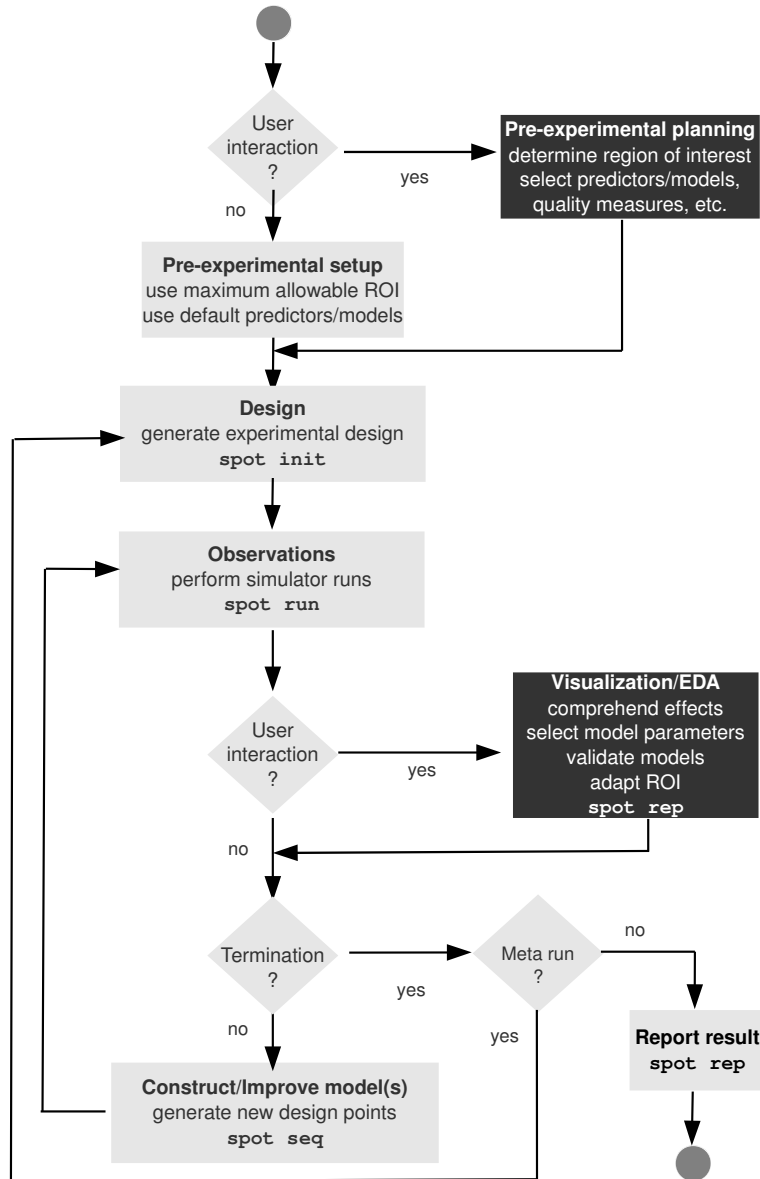 User
interaction
?
yes
no
Pre-experimental planning
determine region of interest
select predictors/models,
quality measures, etc.
Pre-experimental setup
use maximum allowable ROI
use default predictors/models
Design
generate experimental design
spot init
Observations
perform simulator runs
spot run
User
interaction
?
yes
no
Visualization/EDA
comprehend effects
select model parameters
validate models
adapt ROI
spot rep
Termination
?
yes
no
Meta run
?
no
yes
Report result
spot rep
Construct/Improve model(s)
generate new design points
spot seq